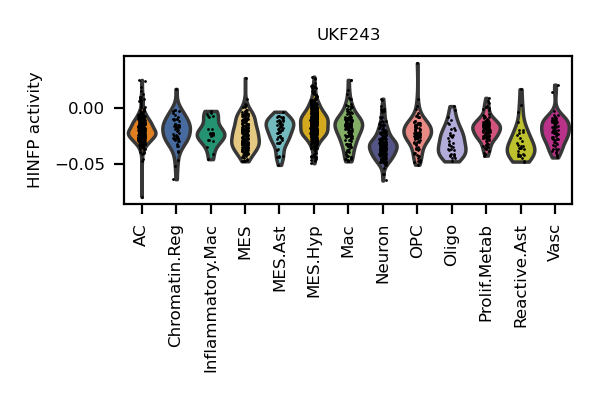 UKF243
HINFP activity
0.00
−0.05
AC
Chromatin.Reg
Inflammatory.Mac
MES
MES.Ast
MES.Hyp
Mac
Neuron
OPC
Oligo
Prolif.Metab
Reactive.Ast
Vasc